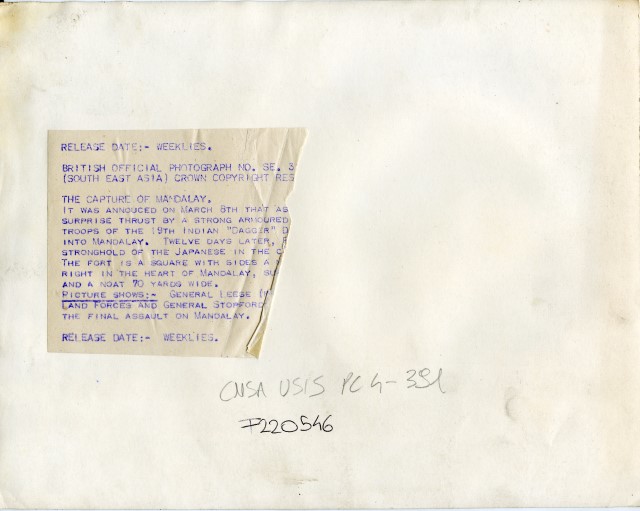 RELEASE DATE:- WEEKLIES.
BRITISH OFFICIAL PHOTOGRAPH NO. SE. 3
(SOUTH EAST ASIA) CROWN COPYRIGHT RES
THE CAPTURE OF MANDALAY.
IT WAS ANNOUCED ON MARCH 8TH THAT AS
SURPRISE THRUST BY A STRONG ARMOURED
TROOPS OF THE 19TH INDIAN "DAGGER" D
INTO MANDALAY. TWELVE DAYS LATER,
STRONGHOLD OF THE JAPANESE IN THE C
THE FORT IS A SQUARE WITH SIDES A
RIGHT IN THE HEART OF MANDALAY, SU
AND A MOAT 70 YARDS WIDE.
PICTURE SHOWS:- GENERAL LEESE
LAND FORCES AND GENERAL STOPFORD
THE FINAL ASSAULT ON MANDALAY.
RELEASE DATE:- WEEKLIES.
CNSA USIS PC 4-391
F220546